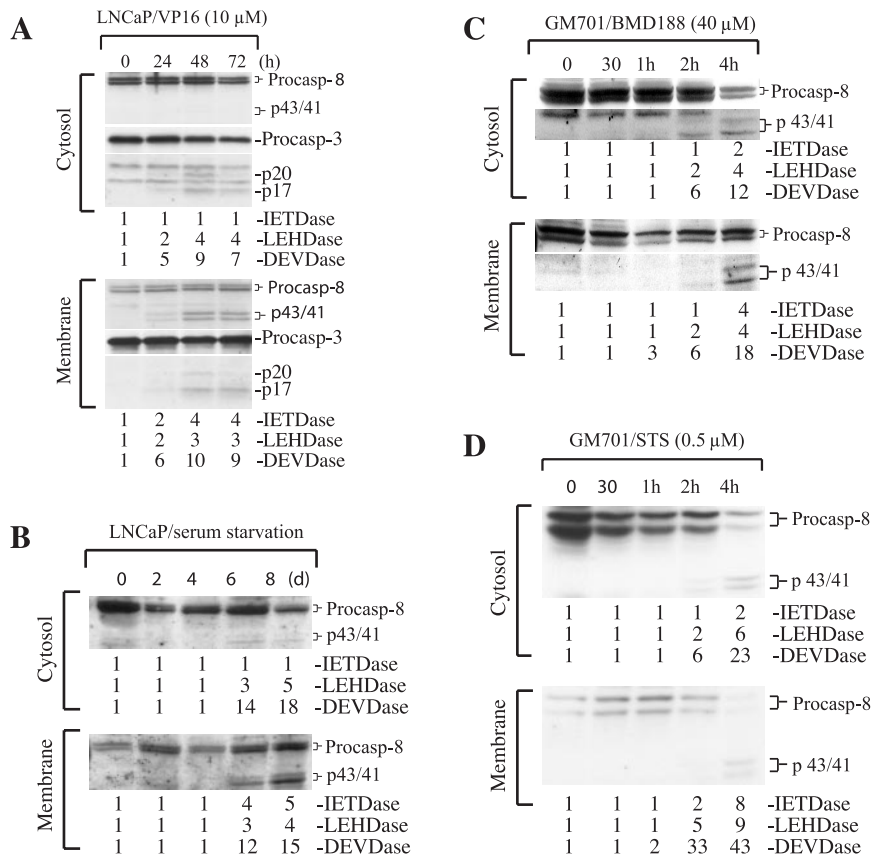 A
LNCaP/VP16 (10 µM)
0 24 48 72 (h)
Cytosol
Procasp-8
p43/41
-Procasp-3
-p20
-p17
1 1 1 1 -IETDase
1 2 4 4 -LEHDase
1 5 9 7 -DEVDase
Membrane
Procasp-8
p43/41
-Procasp-3
-p20
-p17
1 2 4 4 -IETDase
1 2 3 3 -LEHDase
1 6 10 9 -DEVDase
B
LNCaP/serum starvation
0 2 4 6 8 (d)
Cytosol
Procasp-8
p43/41
1 1 1 1 1 -IETDase
1 1 1 3 5 -LEHDase
1 1 1 14 18 -DEVDase
Membrane
Procasp-8
p43/41
1 1 1 4 5 -IETDase
1 1 1 3 4 -LEHDase
1 1 1 12 15 -DEVDase
C
GM701/BMD188 (40 µM)
0 30 1h 2h 4h
Cytosol
Procasp-8
p 43/41
1 1 1 1 2 -IETDase
1 1 1 2 4 -LEHDase
1 1 1 6 12 -DEVDase
Membrane
Procasp-8
p 43/41
1 1 1 1 4 -IETDase
1 1 1 2 4 -LEHDase
1 1 3 6 18 -DEVDase
D
GM701/STS (0.5 µM)
0 30 1h 2h 4h
Cytosol
Procasp-8
p 43/41
1 1 1 1 2 -IETDase
1 1 1 2 6 -LEHDase
1 1 1 6 23 -DEVDase
Membrane
Procasp-8
p 43/41
1 1 1 2 8 -IETDase
1 1 1 5 9 -LEHDase
1 1 2 33 43 -DEVDase